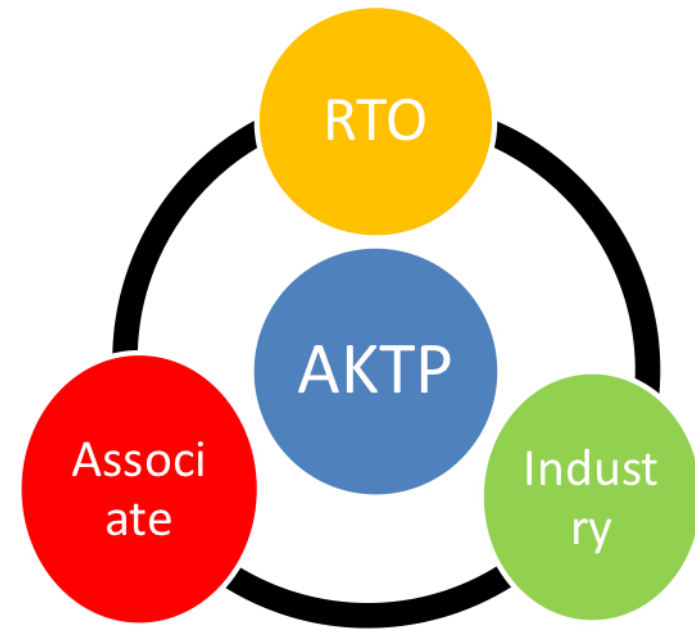 RTO
AKTP
Associ
ate
Indust
ry